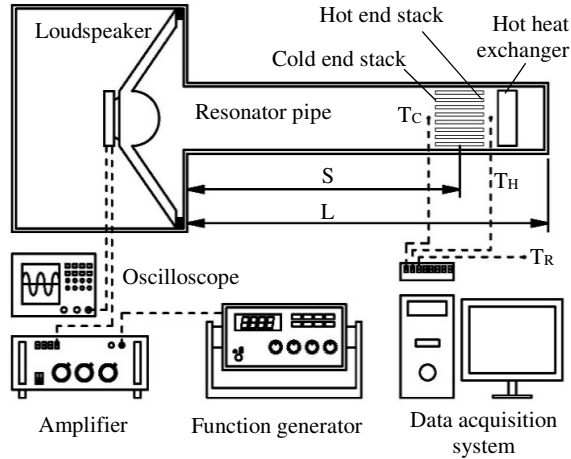 Loudspeaker
Hot end stack
Hot heat
exchanger
Cold end stack
Resonator pipe
TC
TH
S
L
TR
Oscilloscope
Amplifier
Function generator
Data acquisition
system